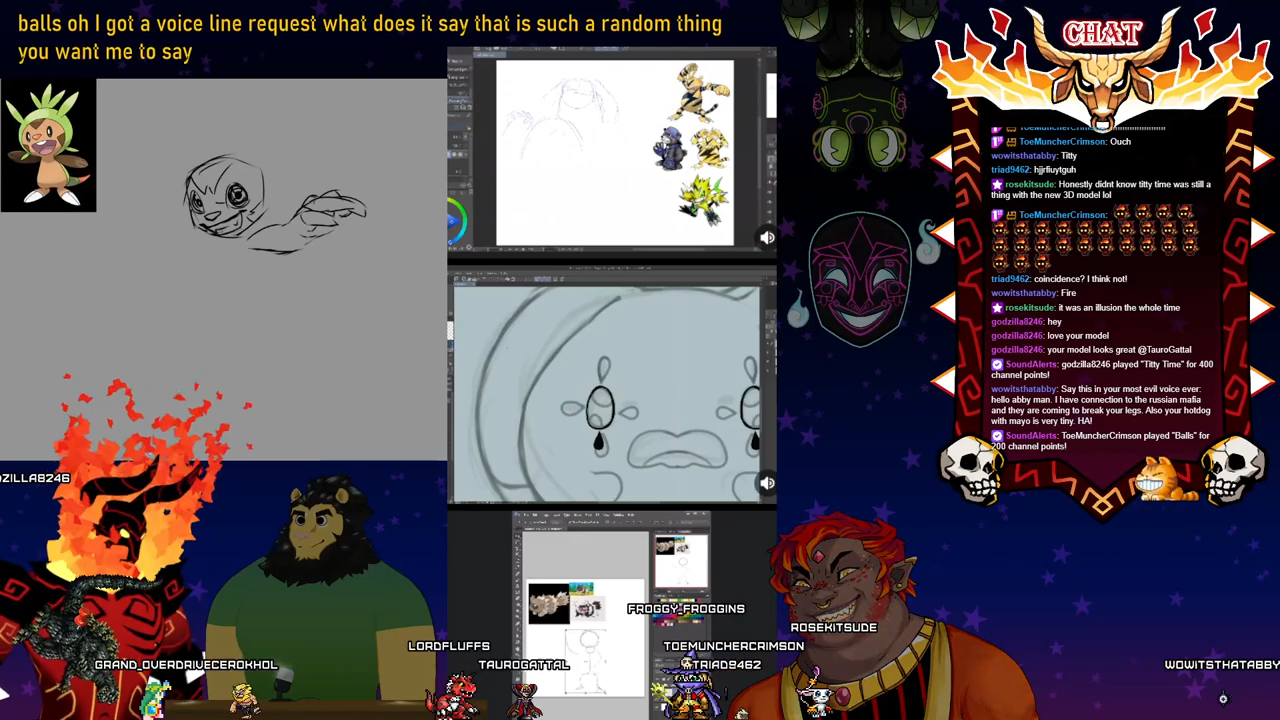 balls oh I got a voice line request what does it say that is such a random thing
you want me to say
CHAT
ToeMuncherCrimson: Ouch
wowitsthatabby: Titty
triad9462: hjjrfiuytguh
rosekitsude: Honestly didnt know titty time was still a
thing with the new 3D model lol
ToeMuncherCrimson:
triad9462: coincidence? I think not!
wowitsthatabby: Fire
rosekitsude: it was an illusion the whole time
godzilla8246: hey
godzilla8246: love your model
godzilla8246: your model looks great @TauroGattal
SoundAlerts: godzilla8246 played "Titty Time" for 400
channel points!
wowitsthatabby: Say this in your most evil voice ever:
hello abby man. I have connection to the russian mafia
and they are coming to break your legs. Also your hotdog
with mayo is very tiny. HA!
SoundAlerts: ToeMuncherCrimson played "Balls" for
200 channel points!
ZILLA8246
FROGGY_FROGGINS
ROSEKITSUDE
LORDFLUFFS
TOEMUNCHERCRIMSON
GRAND_OVERDRIVECEROKHOL
TAUROGATTAL
TRIAD9462
WOWITSTHATABBY